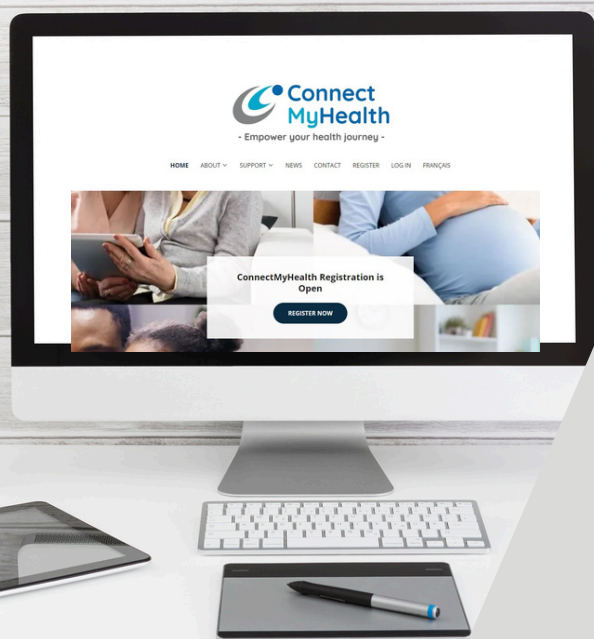 Connect
MyHealth
- Empower your health journey -
HOME ABOUT SUPPORT NEWS CONTACT REGISTER LOG IN FRANÇAIS
ConnectMyHealth Registration is
Open
REGISTER NOW